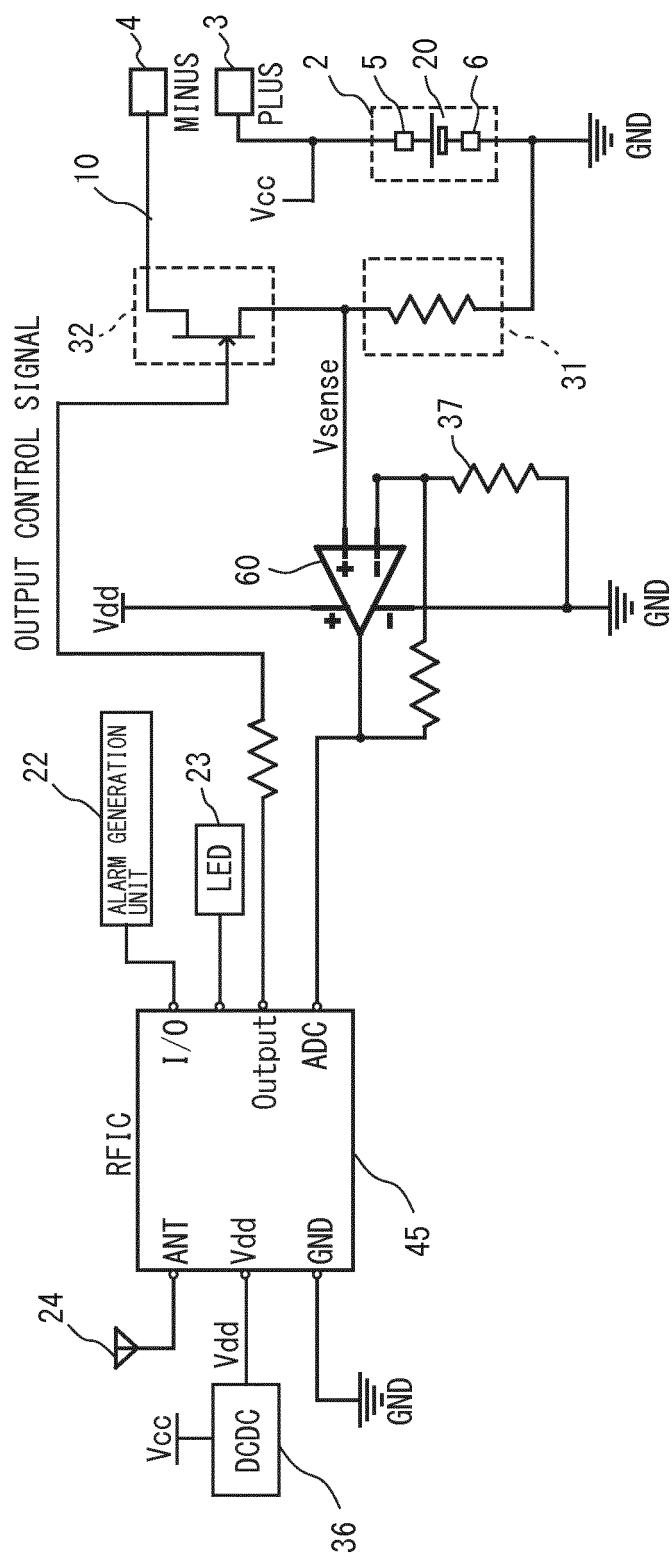 24
ANT
Vcc
DCDC
36
Vdd
Vdd
GND
GND
RFIC
45
I/O
Output
ADC
22
ALARM GENERATION
UNIT
23
LED
OUTPUT CONTROL SIGNAL
Vdd
60
+
−
+
−
GND
37
Vsense
32
31
10
4
MINUS
3
PLUS
Vcc
2
5
20
6
GND